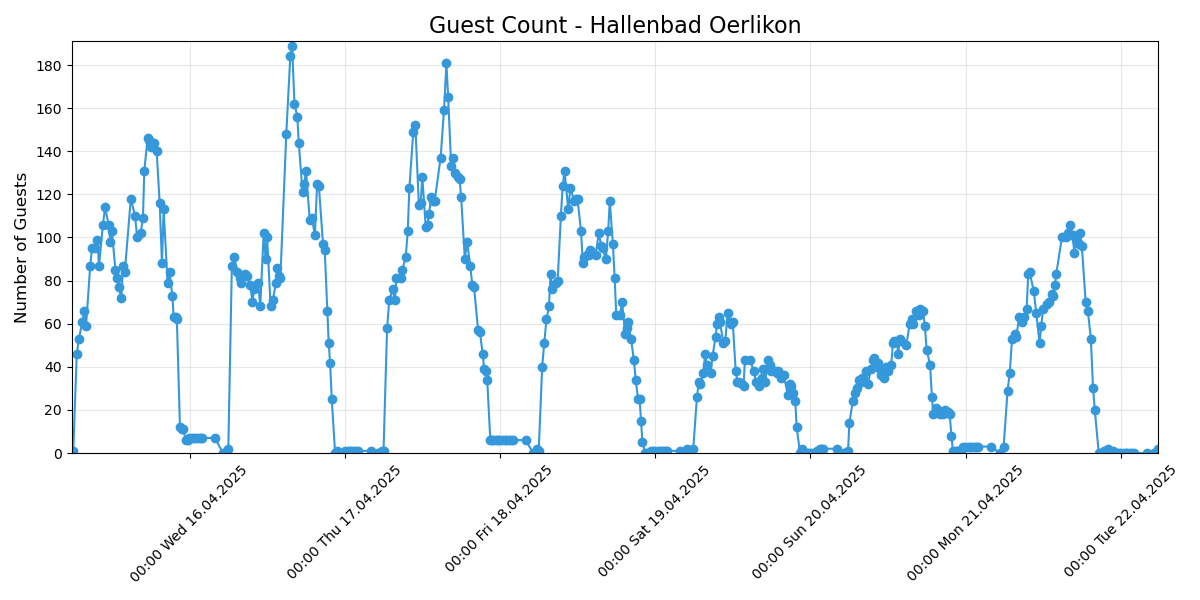 Guest Count - Hallenbad Oerlikon
Number of Guests
180
160
140
120
100
80
60
40
20
0
00:00 Wed 16.04.2025
00:00 Thu 17.04.2025
00:00 Fri 18.04.2025
00:00 Sat 19.04.2025
00:00 Sun 20.04.2025
00:00 Mon 21.04.2025
00:00 Tue 22.04.2025